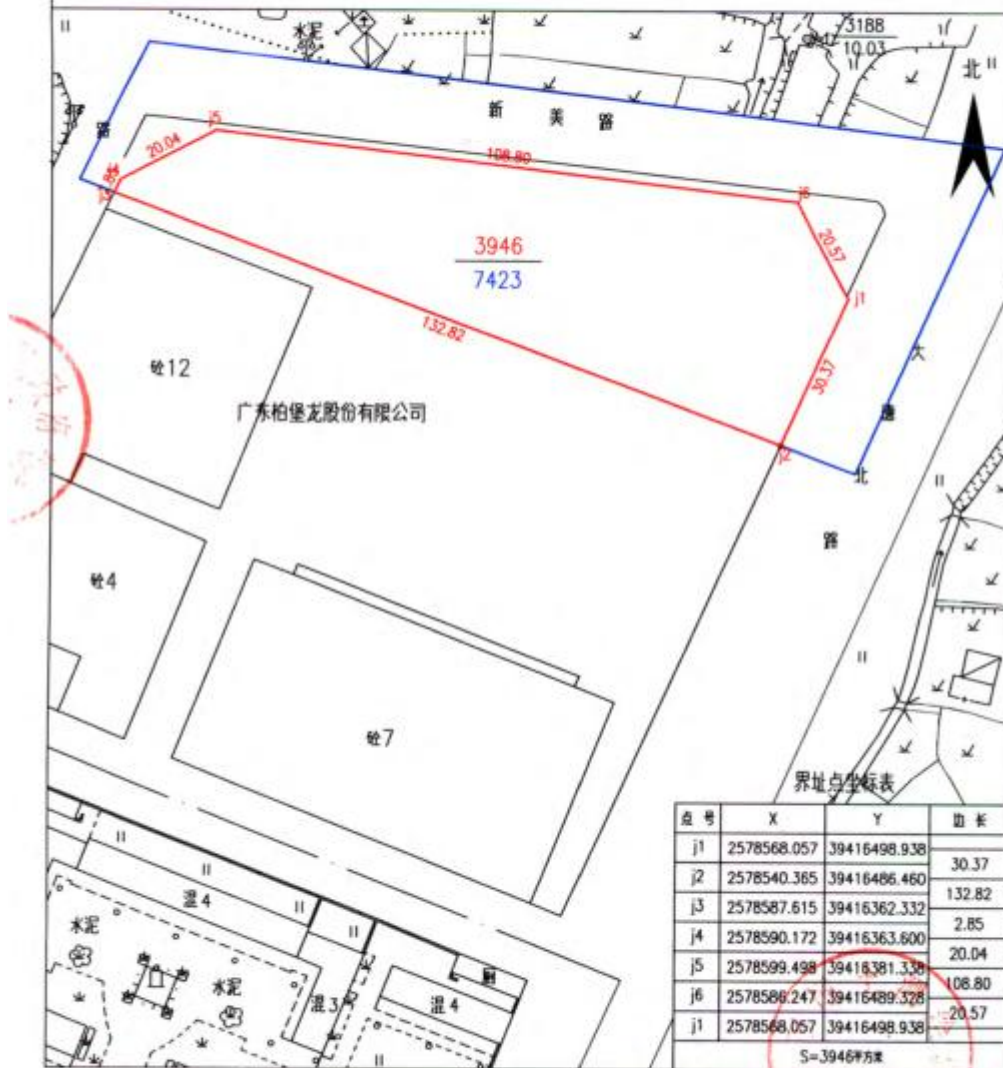 水泥
3188
10.03
北
路
新美路
j5
20.04
108.80
j6
2.85
3946
7423
20.57
j1
132.82
30.37
j2
砼12
广东柏堡龙股份有限公司
大
北
路
砼4
砼7
界址点坐标表
点号 X Y 边长
j1 2578568.057 39416498.938
30.37
j2 2578540.365 39416486.460
132.82
j3 2578587.615 39416362.332
2.85
j4 2578590.172 39416363.600
20.04
j5 2578599.498 39416381.338
108.80
j6 2578586.247 39416489.328
20.57
j1 2578568.057 39416498.938
S=3946平方米
混4
水泥
水泥
混3
混4